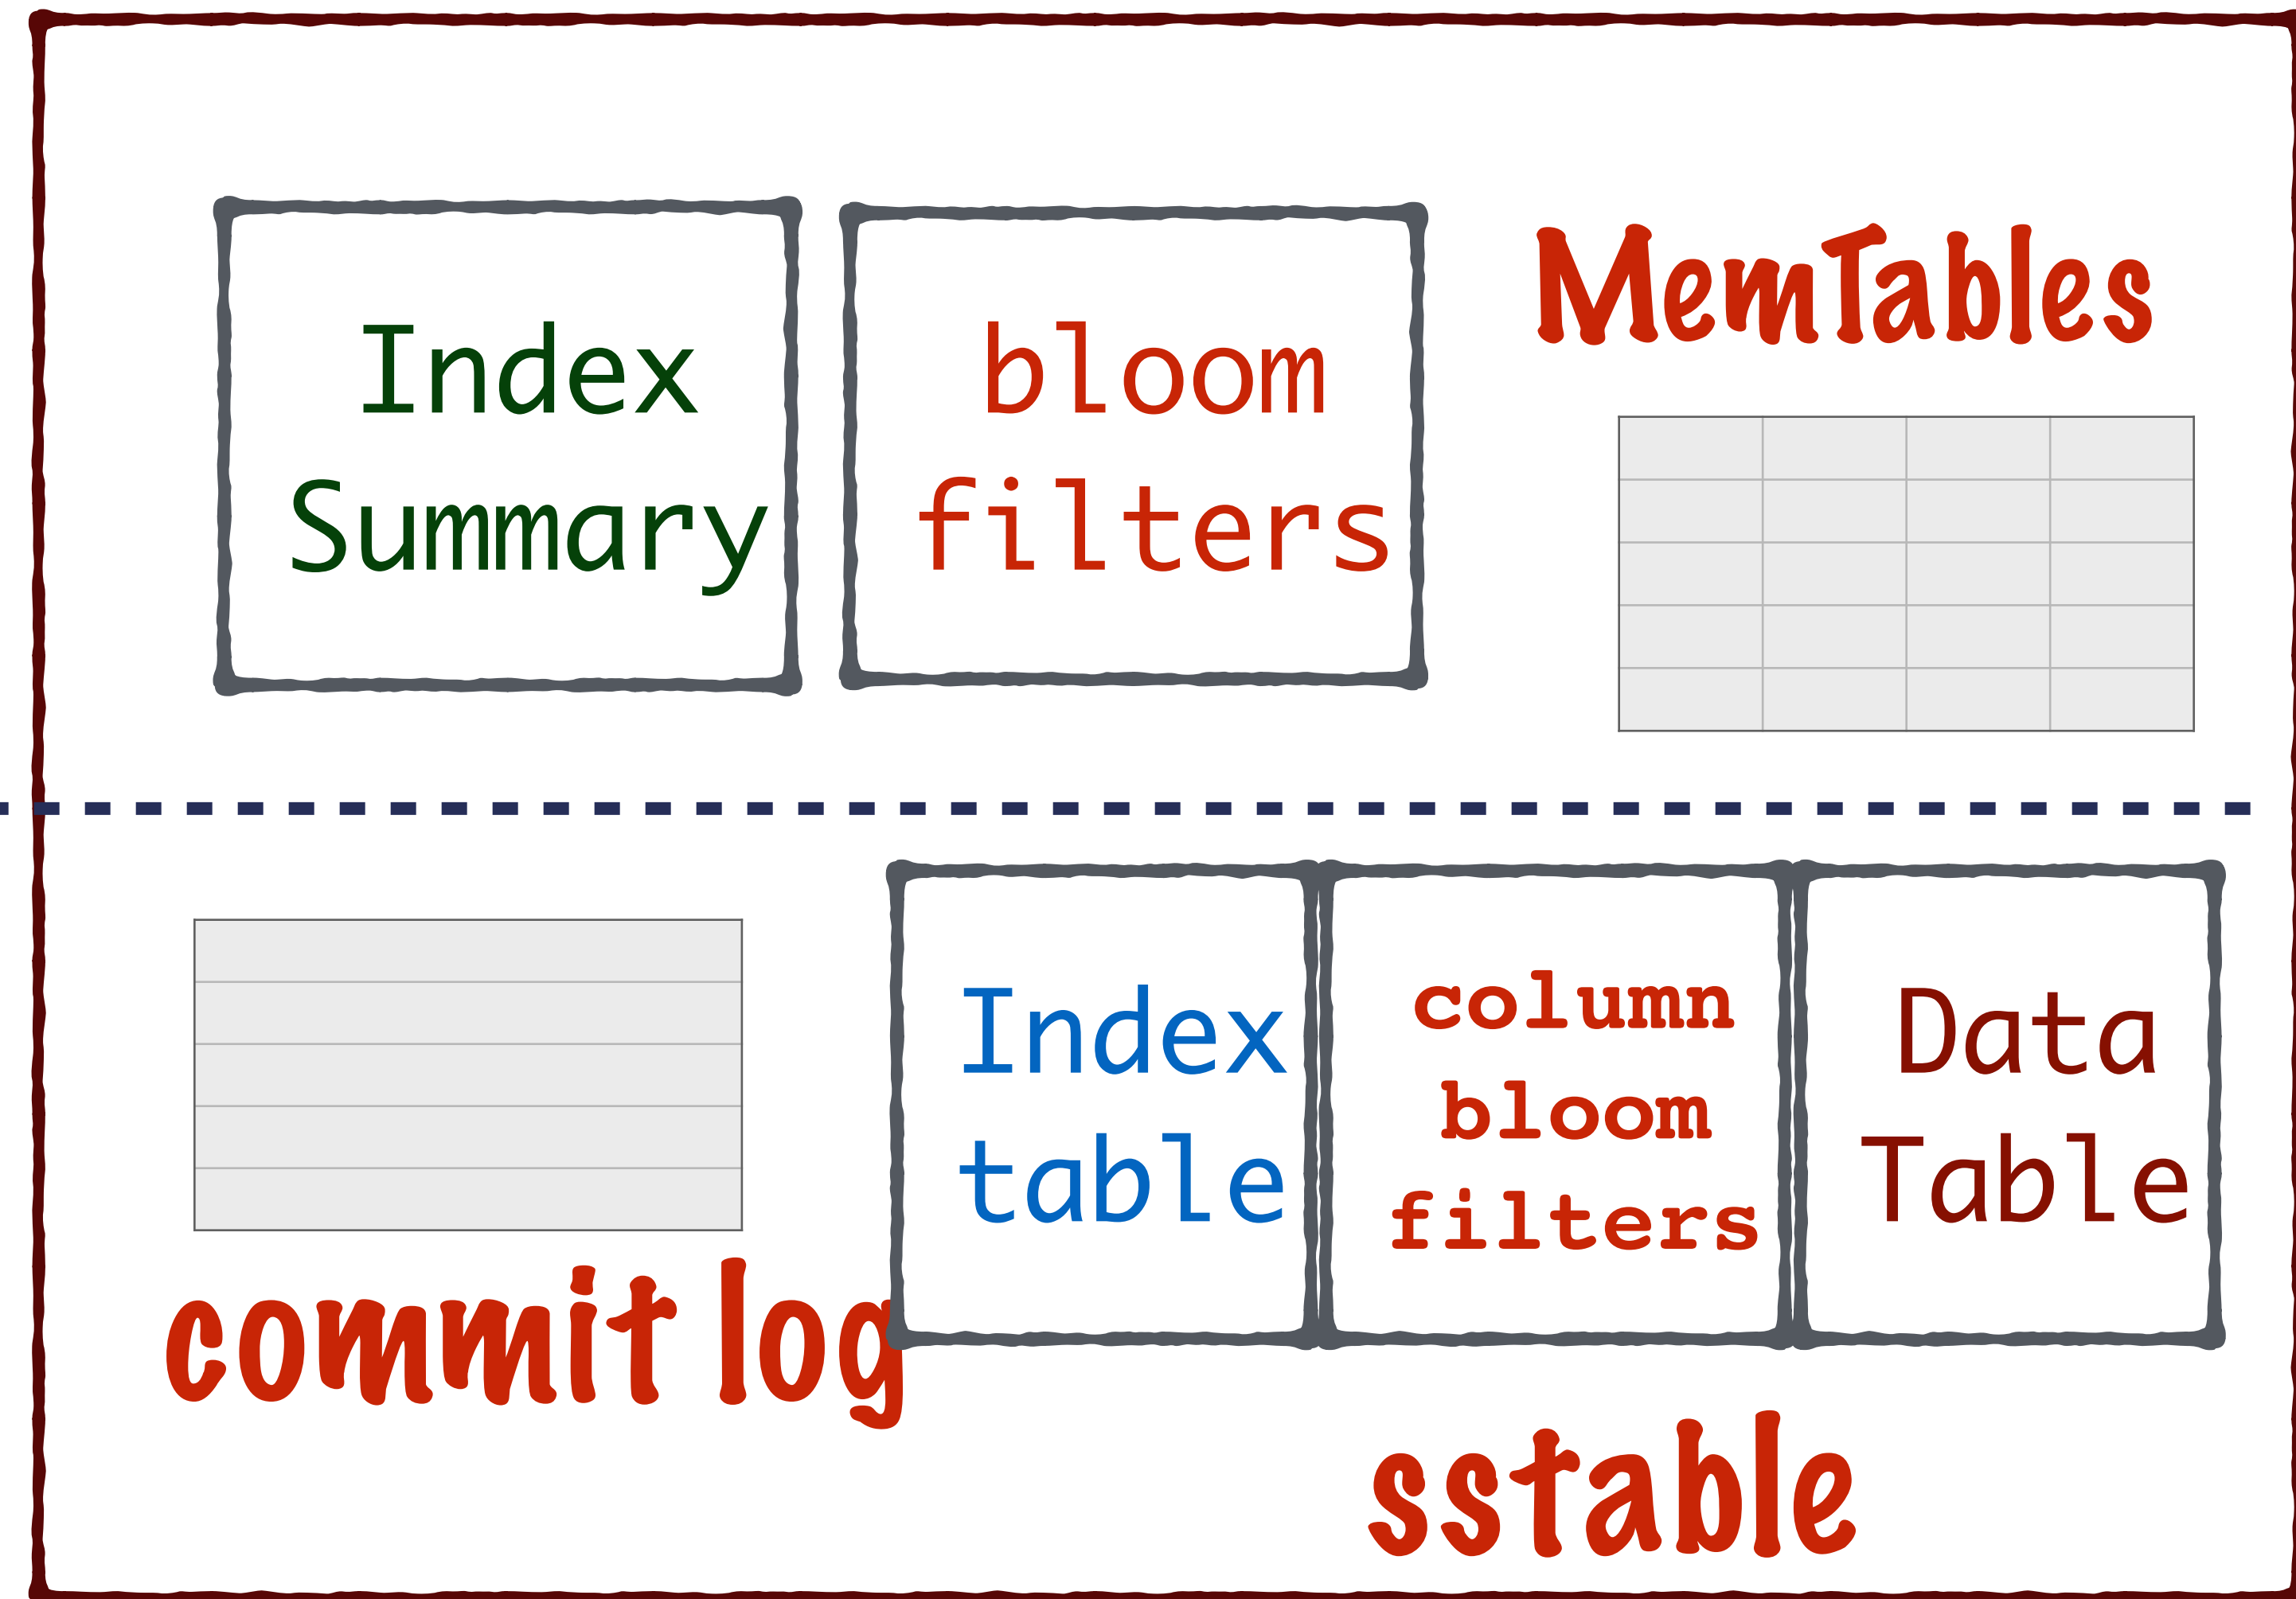 Index
Summary
bloom
filters
MemTables
Index
table
column
bloom
filters
Data
Table
commit log
sstable